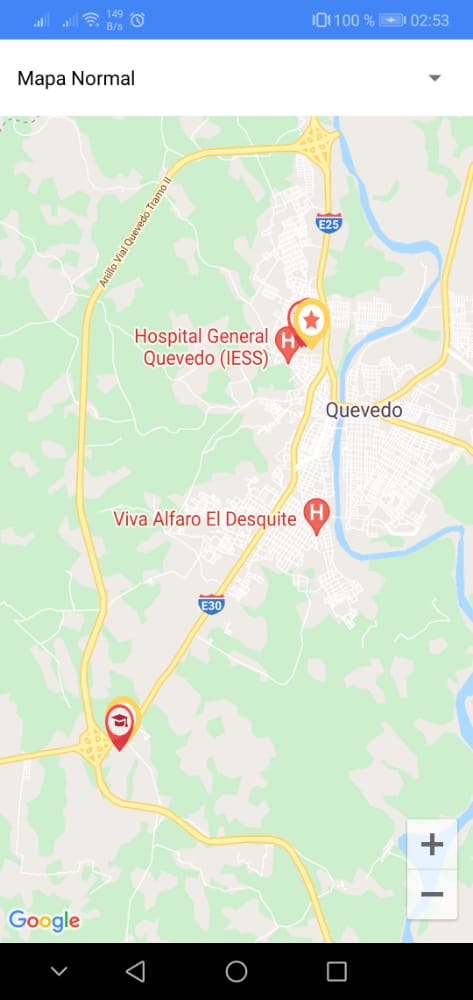 149
B/s
100 %
02:53
Mapa Normal
Anillo Vial Quevedo Tramo II
E25
Hospital General
Quevedo (IESS)
H
Quevedo
Viva Alfaro El Desquite
H
E30
+
−
Google